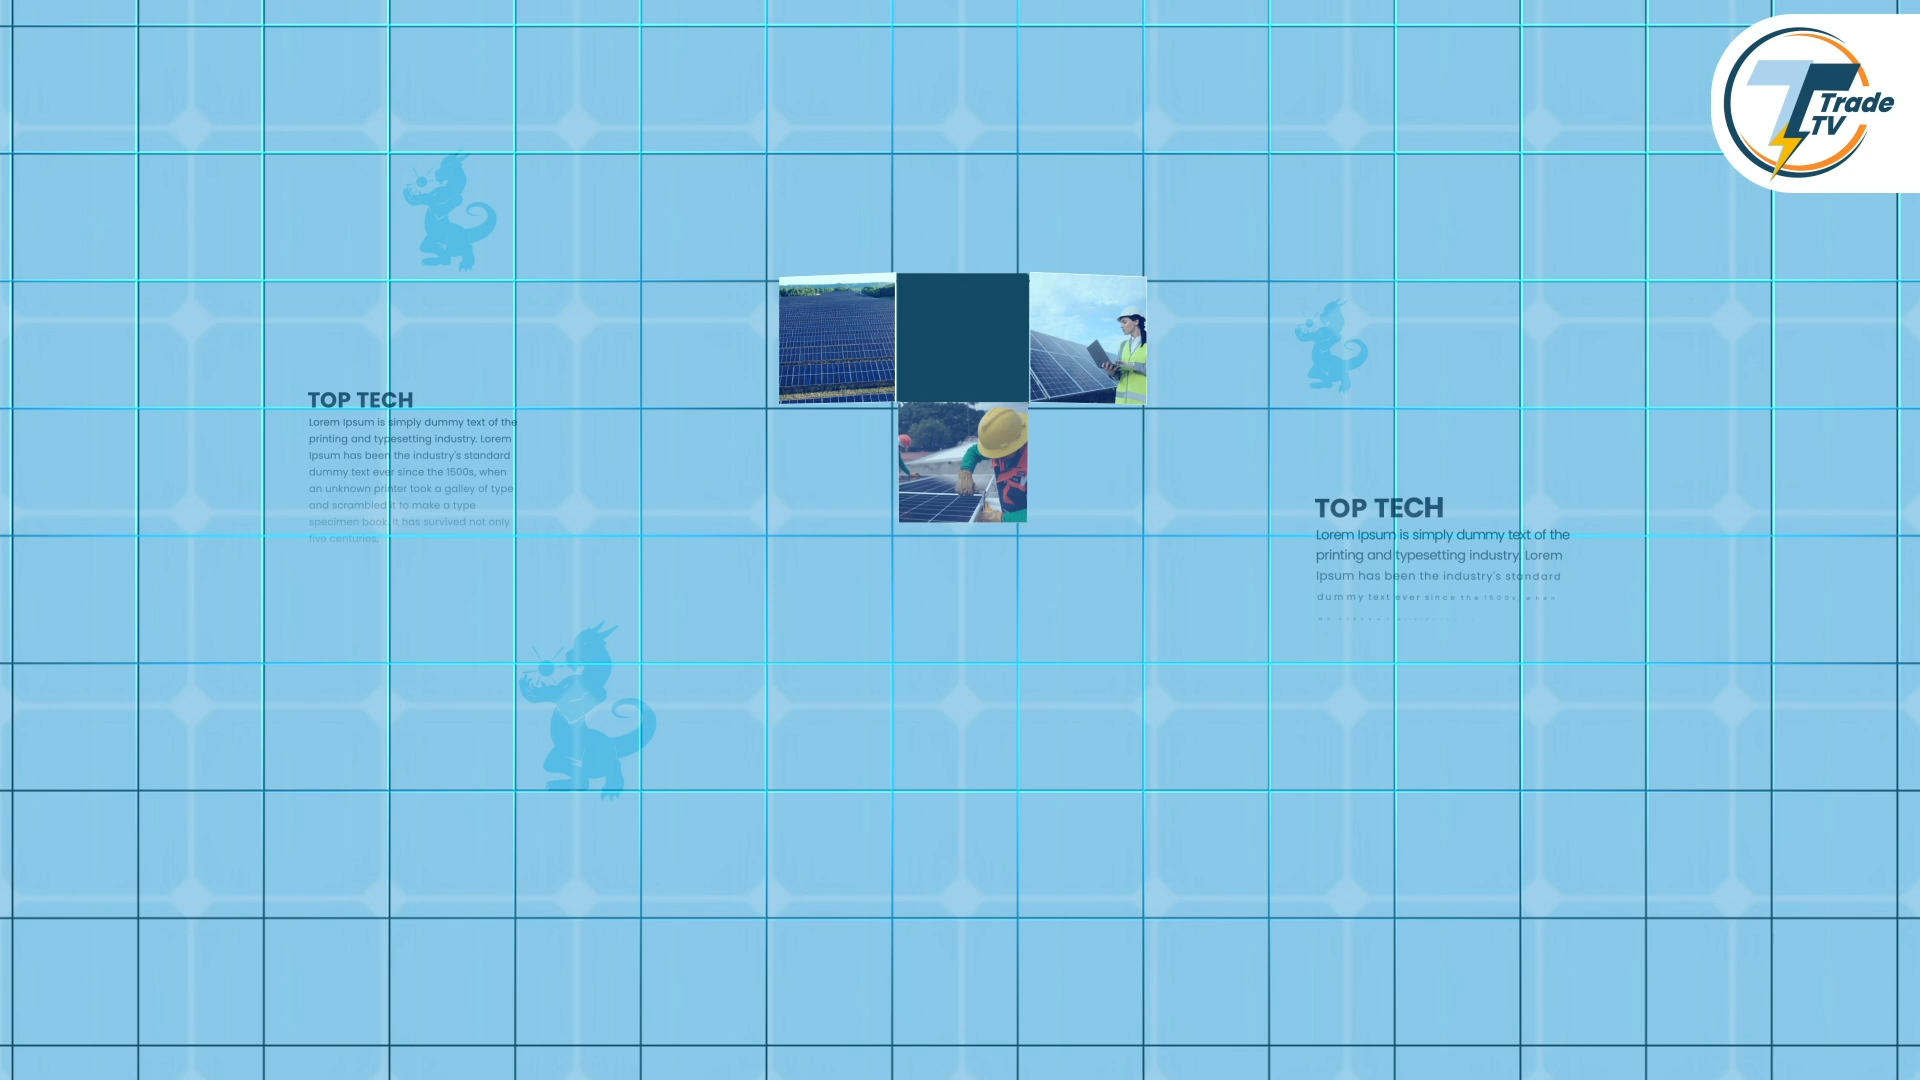 Trade
TV
TOP TECH
Lorem Ipsum is simply dummy text of the
printing and typesetting industry. Lorem
Ipsum has been the industry's standard
dummy text ever since the 1500s, when
an unknown printer took a galley of type
and scrambled it to make a type
specimen book. It has survived not only
five centuries,
TOP TECH
Lorem Ipsum is simply dummy text of the
printing and typesetting industry. Lorem
Ipsum has been the industry's standard
dummy text ever since the 1500s, when